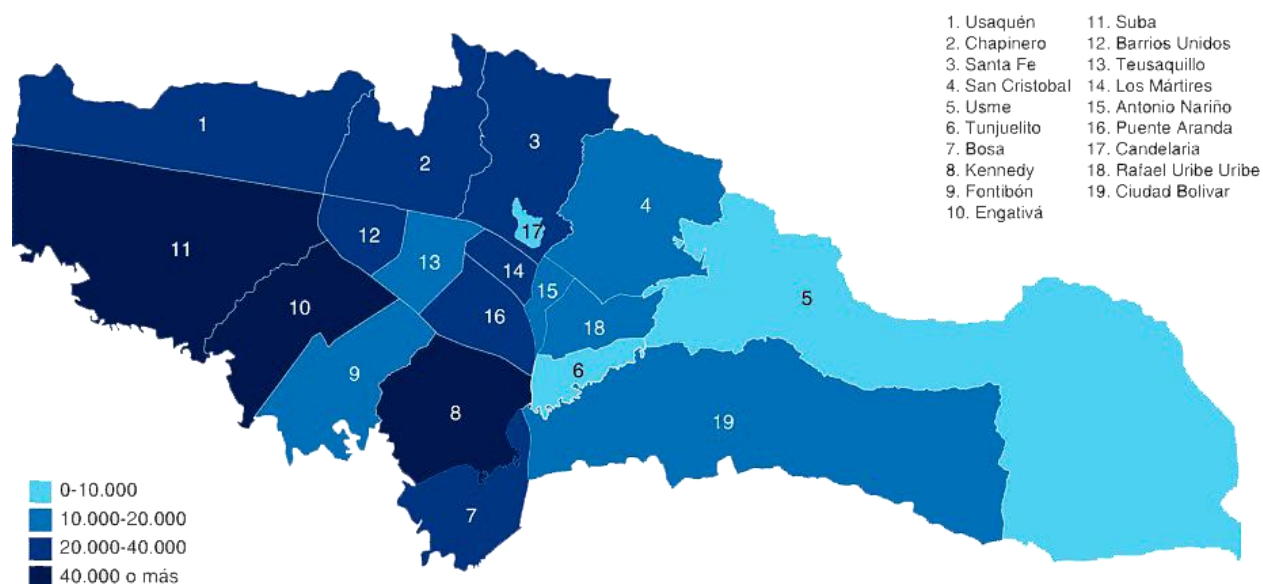 1. Usaquén
2. Chapinero
3. Santa Fe
4. San Cristobal
5. Usme
6. Tunjuelito
7. Bosa
8. Kennedy
9. Fontibón
10. Engativá
11. Suba
12. Barrios Unidos
13. Teusaquillo
14. Los Mártires
15. Antonio Nariño
16. Puente Aranda
17. Candelaria
18. Rafael Uribe Uribe
19. Ciudad Bolivar
1
2
3
4
17
12
11
13
14
15
10
5
16
18
9
6
8
19
7
0-10.000
10.000-20.000
20.000-40.000
40.000 o más